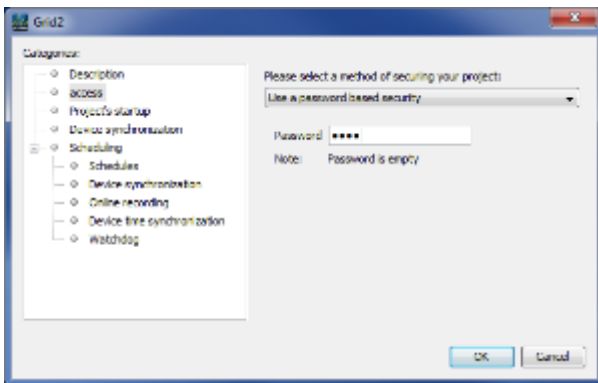 Grid2
Categories:
Description
access
Project's startup
Device synchronization
Scheduling
Schedules
Device synchronization
Online recording
Device time synchronization
Watchdog
Please select a method of securing your project:
Use a password based security
Password ●●●●
Note: Password is empty
OK Cancel